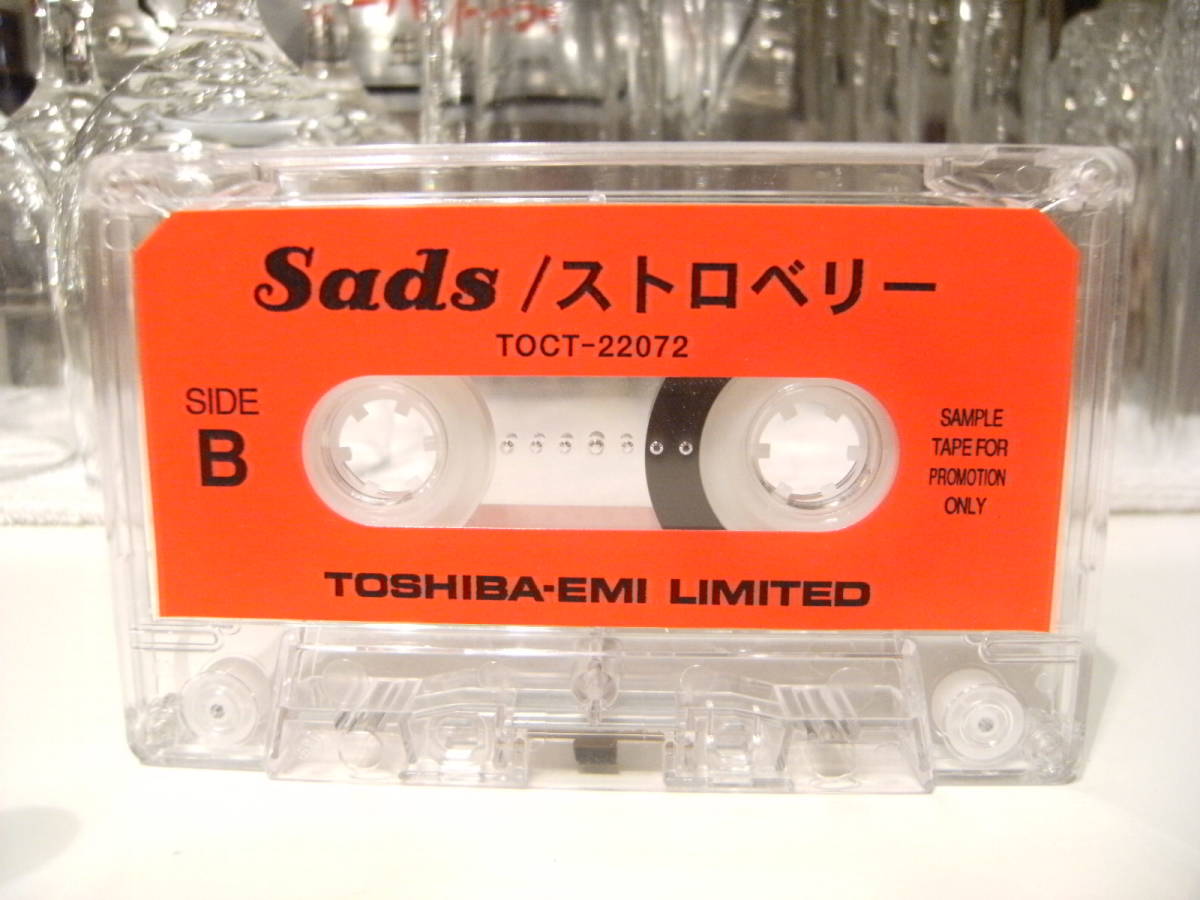 Sads /ストロベリー
TOCT-22072
SIDE
B
SAMPLE
TAPE FOR
PROMOTION
ONLY
TOSHIBA-EMI LIMITED